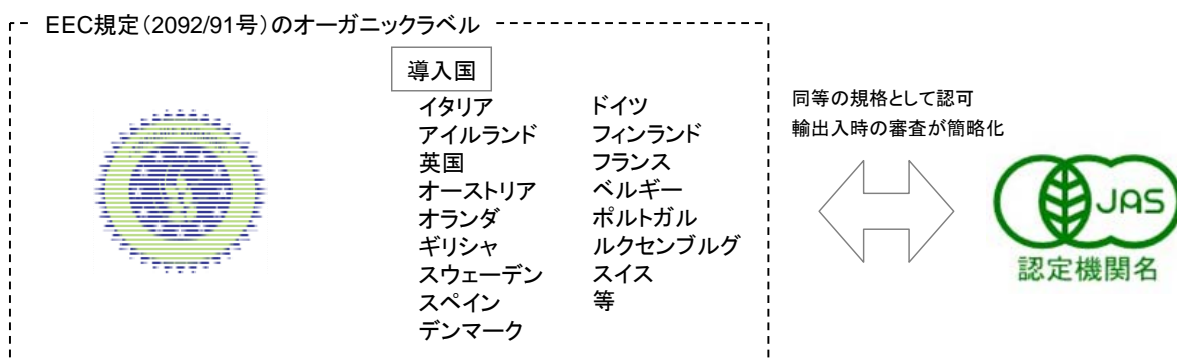 EEC規定(2092/91号)のオーガニックラベル
導入国
イタリア
アイルランド
英国
オーストリア
オランダ
ギリシャ
スウェーデン
スペイン
デンマーク
ドイツ
フィンランド
フランス
ベルギー
ポルトガル
ルクセンブルグ
スイス
等
同等の規格として認可
輸出入時の審査が簡略化
JAS
認定機関名